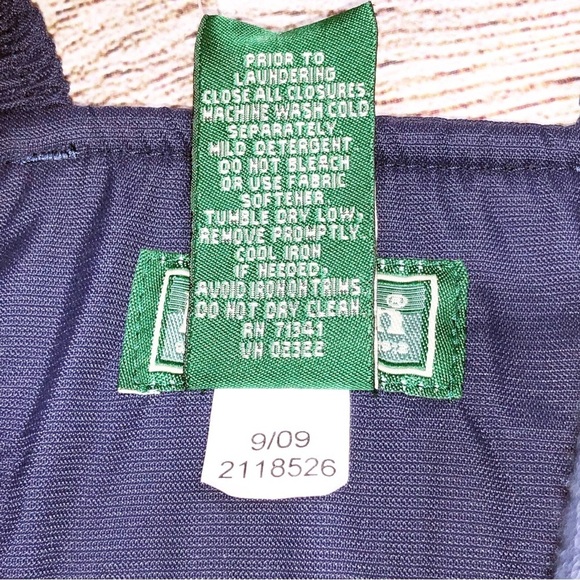 PRIOR TO
LAUNDERING
CLOSE ALL CLOSURES.
MACHINE WASH COLD
SEPARATELY
MILD DETERGENT
DO NOT BLEACH
OR USE FABRIC
SOFTENER
TUMBLE DRY LOW,
REMOVE PROMPTLY.
COOL IRON
IF NEEDED,
AVOID IRON ON TRIMS.
DO NOT DRY CLEAN.
RN 71341
VN 02322
9/09
2118526